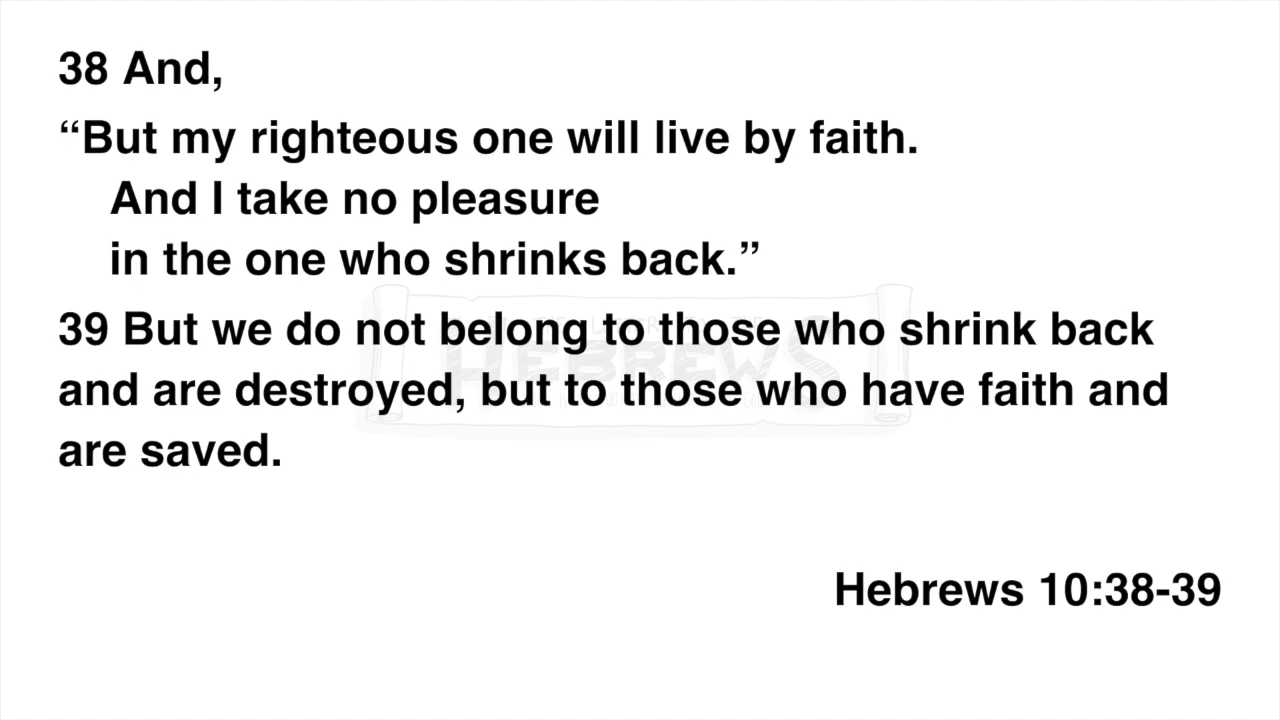 38 And,
“But my righteous one will live by faith.
And I take no pleasure
in the one who shrinks back.”
39 But we do not belong to those who shrink back
and are destroyed, but to those who have faith and
are saved.
HEBREWS
Hebrews 10:38-39